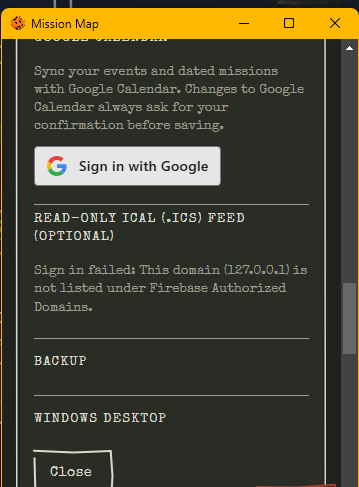 Mission Map
GOOGLE CALENDAR
Sync your events and dated missions
with Google Calendar. Changes to Google
Calendar always ask for your
confirmation before saving.
Sign in with Google
READ-ONLY ICAL (.ICS) FEED
(OPTIONAL)
Sign in failed: This domain (127.0.0.1) is
not listed under Firebase Authorized
Domains.
BACKUP
WINDOWS DESKTOP
Close